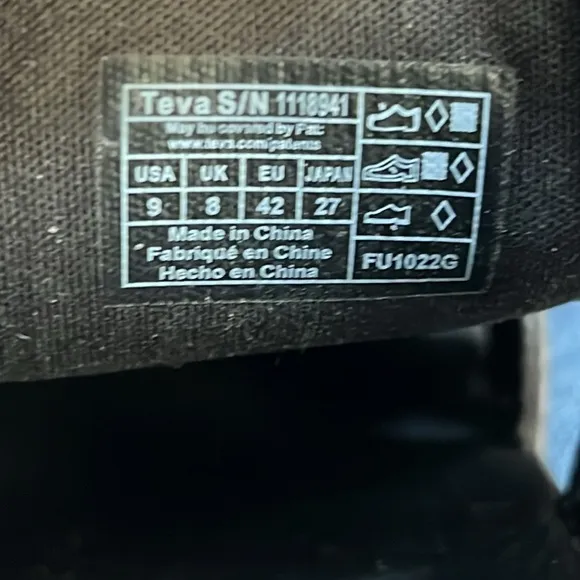 Teva S/N 1118941
May be covered by Pat:
www.teva.com/patents
USA UK EU JAPAN
9 8 42 27
Made in China
Fabriqué en Chine
Hecho en China
FU1022G